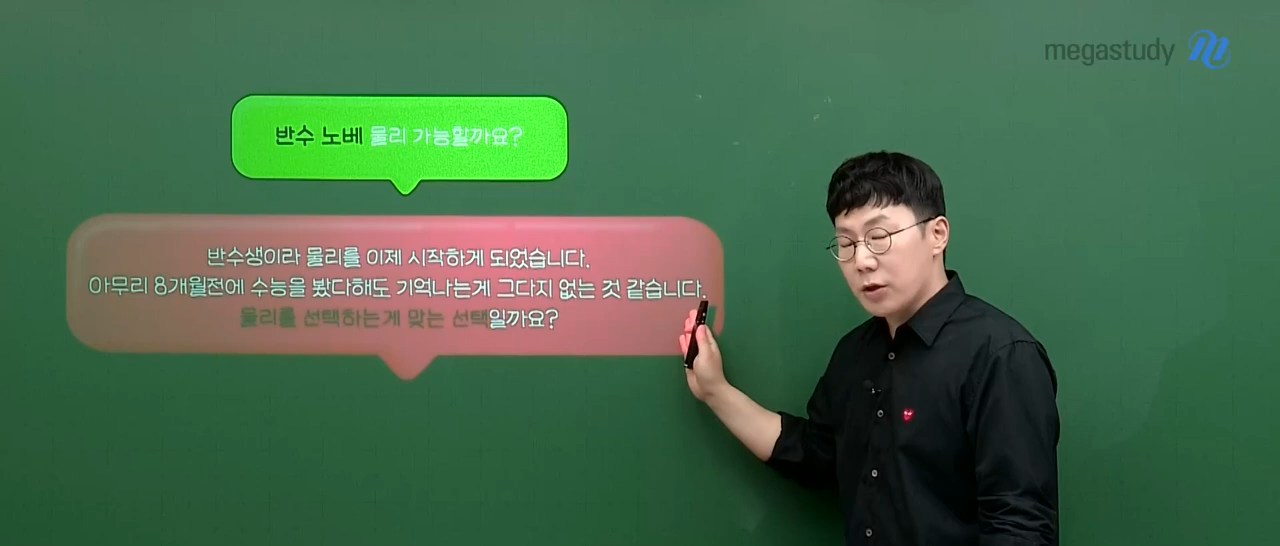 megastudy
반수 노베 물리 가능할까요?
반수생이라 물리를 이제 시작하게 되었습니다.
아무리 8개월전에 수능을 봤다해도 기억나는게 그다지 없는 것 같습니다.
물리를 선택하는게 맞는 선택일까요?